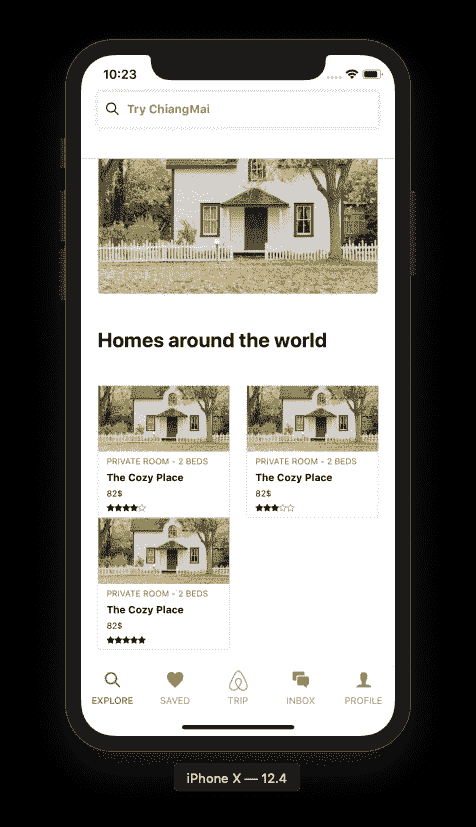 10:23
Try ChiangMai
Homes around the world
PRIVATE ROOM - 2 BEDS
The Cozy Place
82$
PRIVATE ROOM - 2 BEDS
The Cozy Place
82$
PRIVATE ROOM - 2 BEDS
The Cozy Place
82$
EXPLORE SAVED TRIP INBOX PROFILE
iPhone X — 12.4